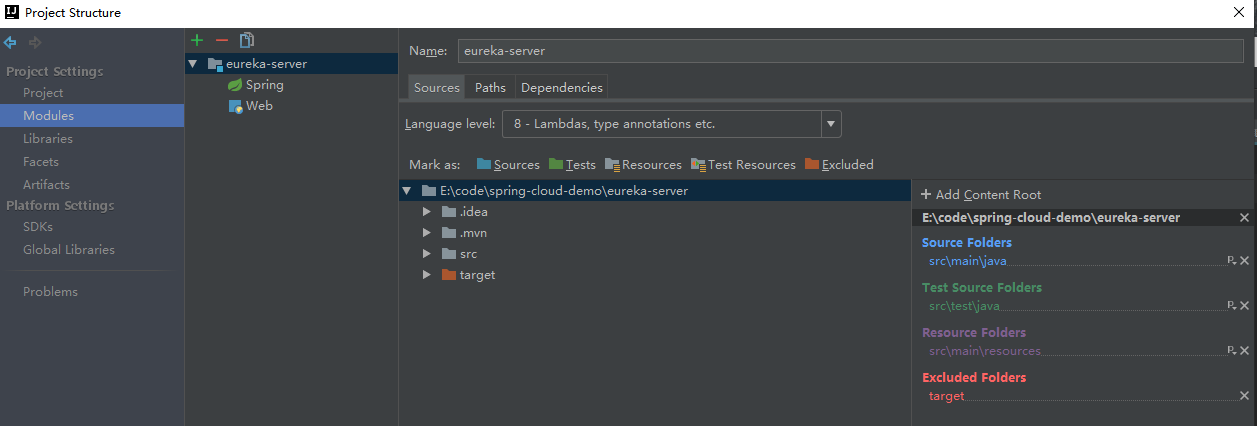 Project Structure
Project Settings
Project
Modules
Libraries
Facets
Artifacts
Platform Settings
SDKs
Global Libraries
Problems
eureka-server
Spring
Web
Name: eureka-server
Sources Paths Dependencies
Language level: 8 - Lambdas, type annotations etc.
Mark as: Sources Tests Resources Test Resources Excluded
E:\code\spring-cloud-demo\eureka-server
.idea
.mvn
src
target
+ Add Content Root
E:\code\spring-cloud-demo\eureka-server
Source Folders
src\main\java
Test Source Folders
src\test\java
Resource Folders
src\main\resources
Excluded Folders
target